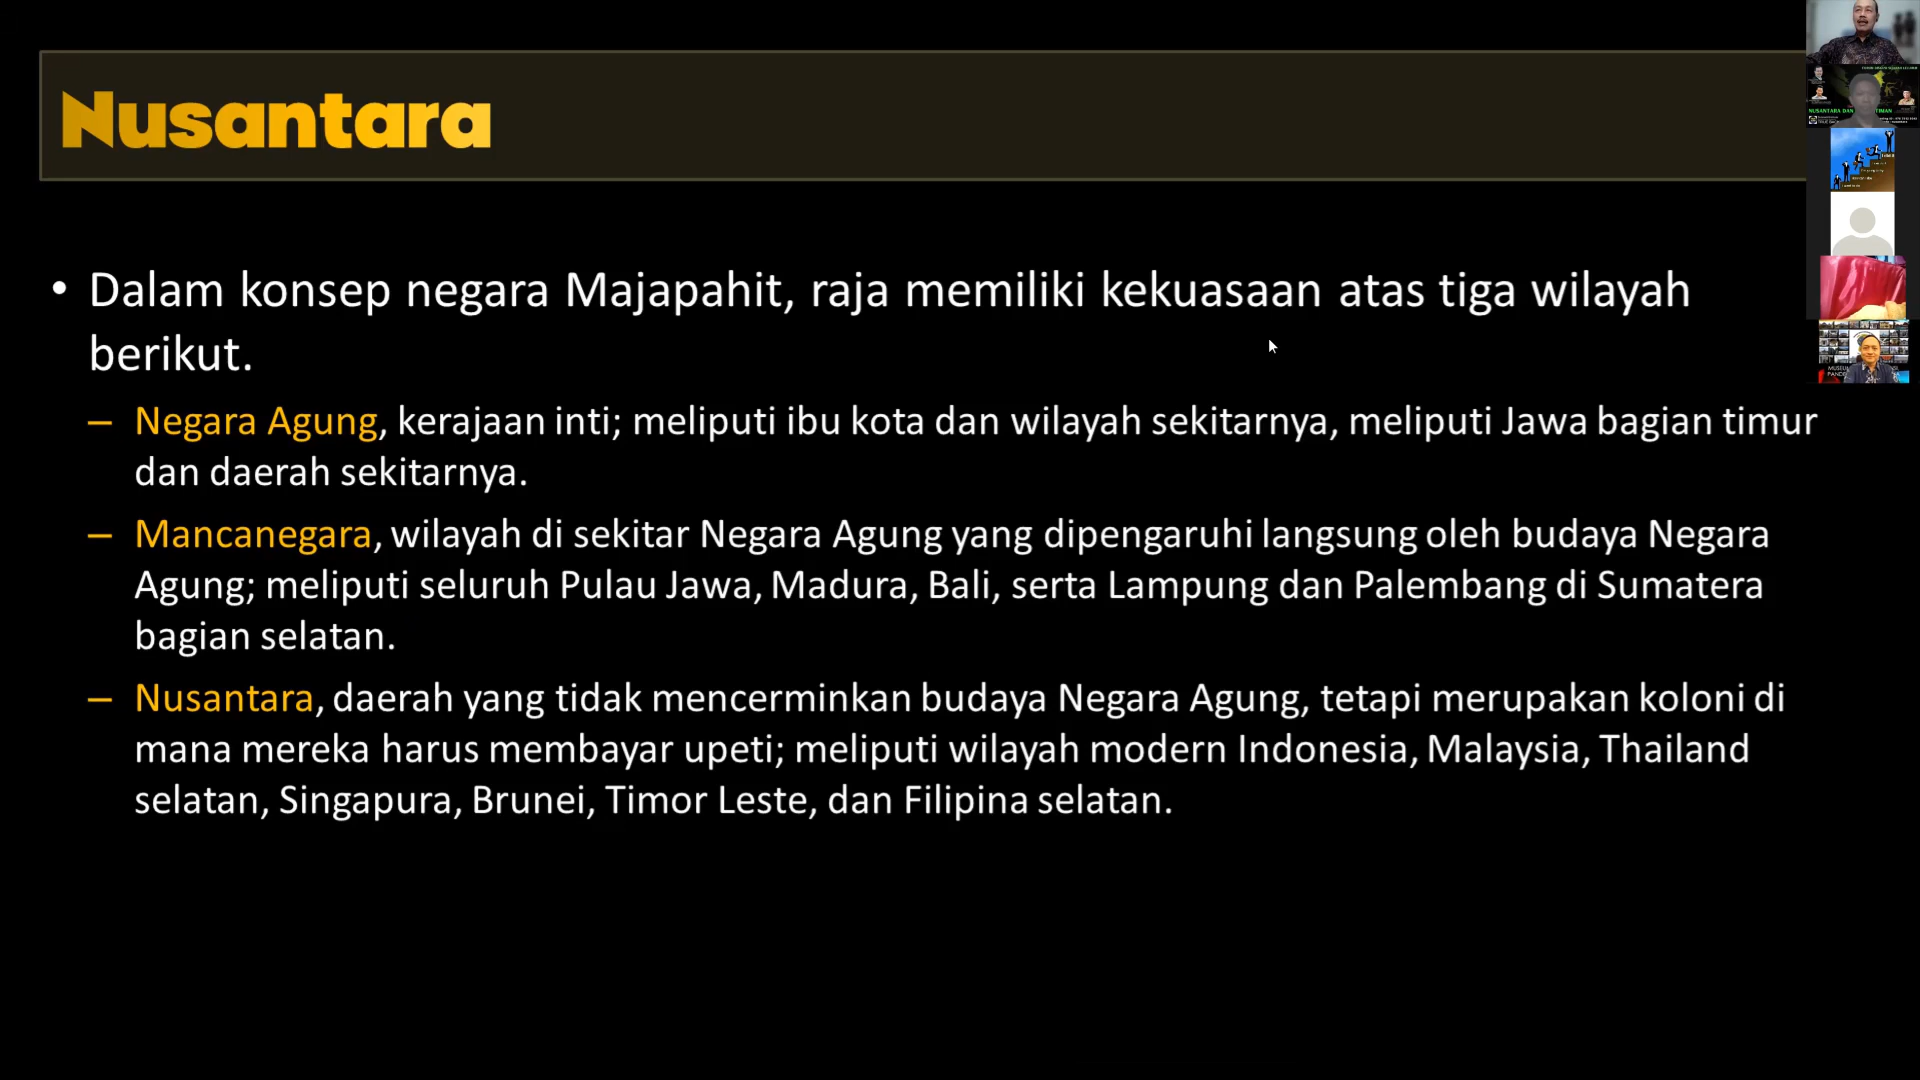 Nusantara
• Dalam konsep negara Majapahit, raja memiliki kekuasaan atas tiga wilayah
berikut.
– Negara Agung, kerajaan inti; meliputi ibu kota dan wilayah sekitarnya, meliputi Jawa bagian timur
dan daerah sekitarnya.
– Mancanegara, wilayah di sekitar Negara Agung yang dipengaruhi langsung oleh budaya Negara
Agung; meliputi seluruh Pulau Jawa, Madura, Bali, serta Lampung dan Palembang di Sumatera
bagian selatan.
– Nusantara, daerah yang tidak mencerminkan budaya Negara Agung, tetapi merupakan koloni di
mana mereka harus membayar upeti; meliputi wilayah modern Indonesia, Malaysia, Thailand
selatan, Singapura, Brunei, Timor Leste, dan Filipina selatan.
NUSANTARA DAN